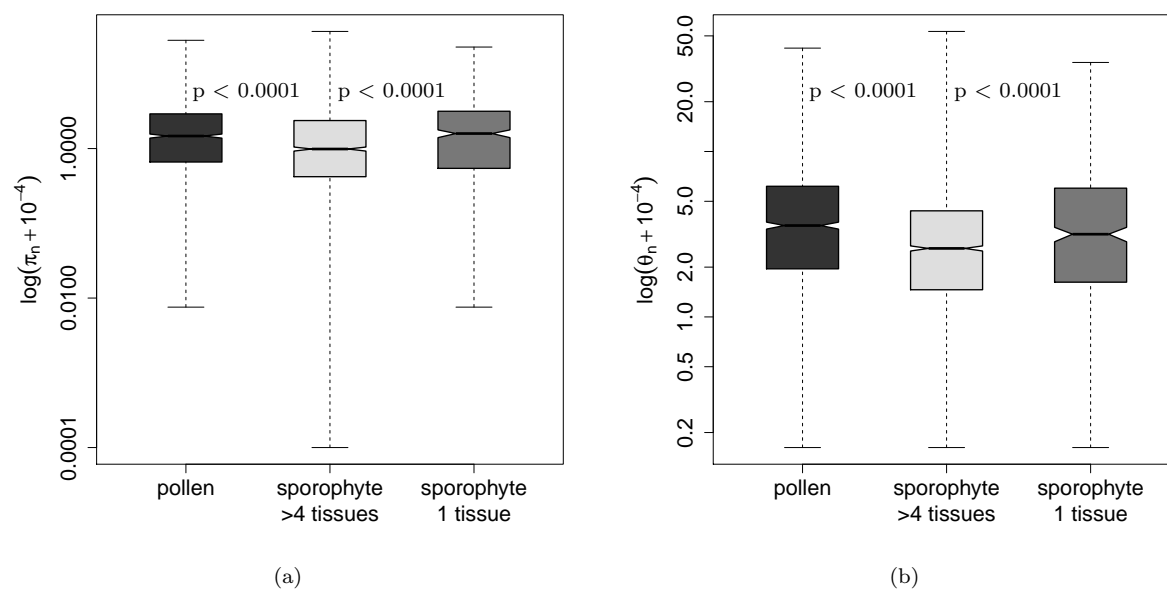 p < 0.0001 p < 0.0001
log(πₙ + 10⁻⁴)
1.0000
0.0100
0.0001
pollen sporophyte sporophyte
>4 tissues 1 tissue
(a)
p < 0.0001 p < 0.0001
log(θₙ + 10⁻⁴)
50.0
20.0
5.0
2.0
1.0
0.5
0.2
pollen sporophyte sporophyte
>4 tissues 1 tissue
(b)